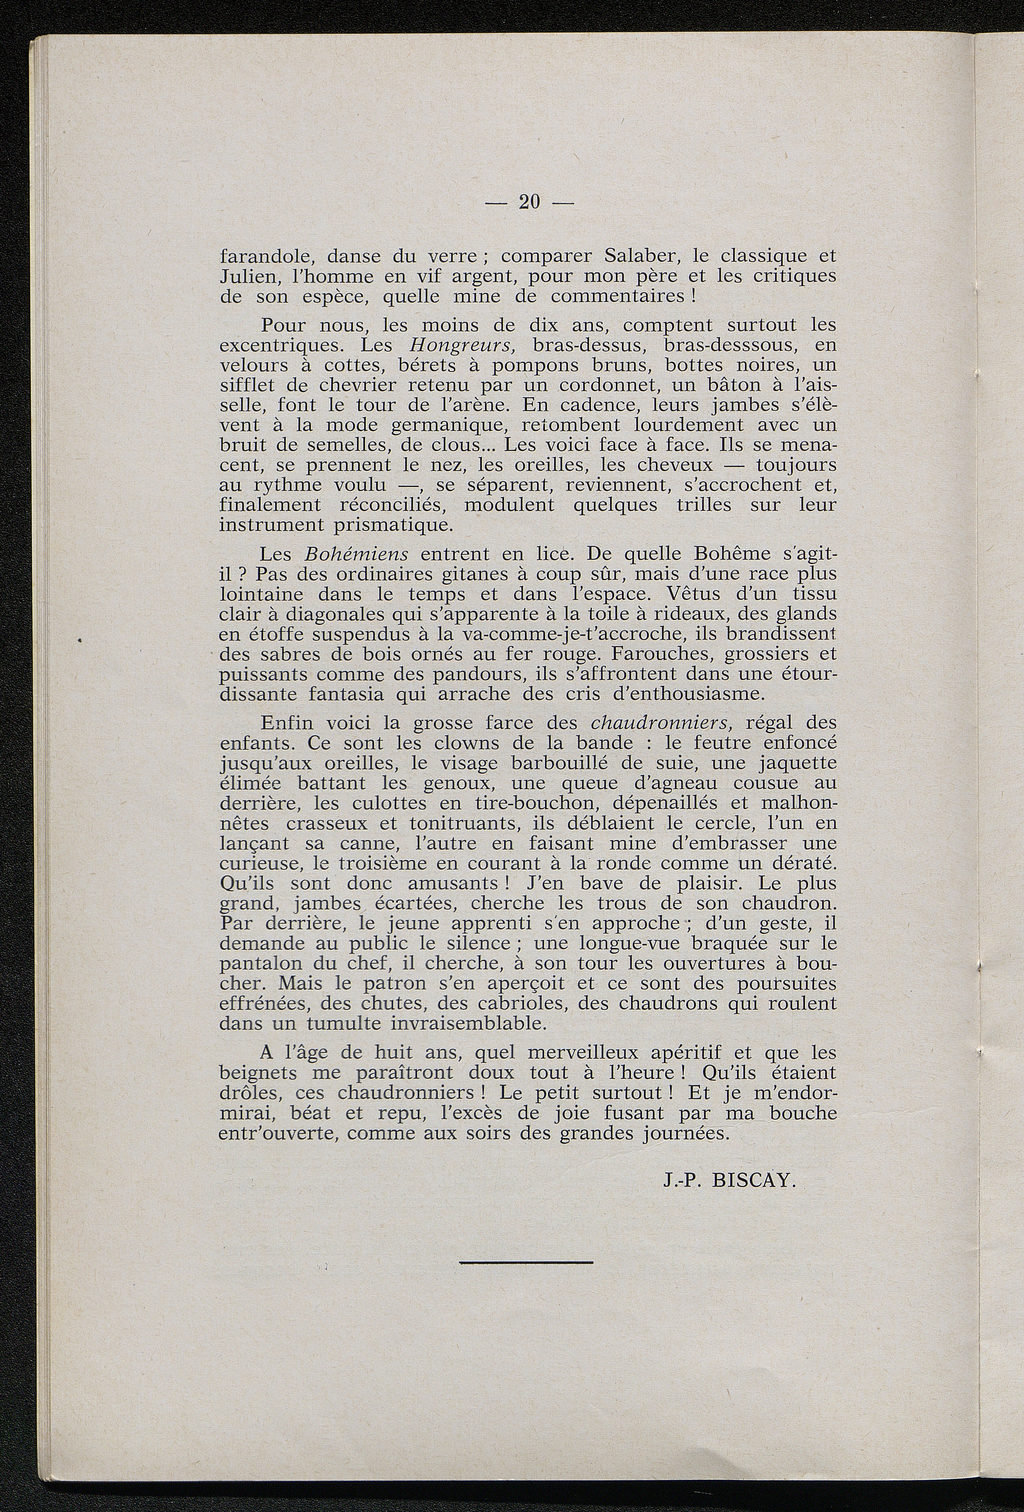 — 20 —
farandole, danse du verre ; comparer Salaber, le classique et
Julien, l'homme en vif argent, pour mon père et les critiques
de son espèce, quelle mine de commentaires !
Pour nous, les moins de dix ans, comptent surtout les
excentriques. Les Hongreurs, bras-dessus, bras-desssous, en
velours à cottes, bérets à pompons bruns, bottes noires, un
sifflet de chevrier retenu par un cordonnet, un bâton à l'ais-
selle, font le tour de l'arène. En cadence, leurs jambes s'élè-
vent à la mode germanique, retombent lourdement avec un
bruit de semelles, de clous... Les voici face à face. Ils se mena-
cent, se prennent le nez, les oreilles, les cheveux — toujours
au rythme voulu —, se séparent, reviennent, s'accrochent et,
finalement réconciliés, modulent quelques trilles sur leur
instrument prismatique.
Les Bohémiens entrent en lice. De quelle Bohême s'agit-
il ? Pas des ordinaires gitanes à coup sûr, mais d'une race plus
lointaine dans le temps et dans l'espace. Vêtus d'un tissu
clair à diagonales qui s'apparente à la toile à rideaux, des glands
en étoffe suspendus à la va-comme-je-t'accroche, ils brandissent
des sabres de bois ornés au fer rouge. Farouches, grossiers et
puissants comme des pandours, ils s'affrontent dans une étour-
dissante fantasia qui arrache des cris d'enthousiasme.
Enfin voici la grosse farce des chaudronniers, régal des
enfants. Ce sont les clowns de la bande : le feutre enfoncé
jusqu'aux oreilles, le visage barbouillé de suie, une jaquette
élimée battant les genoux, une queue d'agneau cousue au
derrière, les culottes en tire-bouchon, dépenaillés et malhon-
nêtes crasseux et tonitruants, ils déblaient le cercle, l'un en
lançant sa canne, l'autre en faisant mine d'embrasser une
curieuse, le troisième en courant à la ronde comme un dératé.
Qu'ils sont donc amusants ! J'en bave de plaisir. Le plus
grand, jambes écartées, cherche les trous de son chaudron.
Par derrière, le jeune apprenti s'en approche ; d'un geste, il
demande au public le silence ; une longue-vue braquée sur le
pantalon du chef, il cherche, à son tour les ouvertures à bou-
cher. Mais le patron s'en aperçoit et ce sont des poursuites
effrénées, des chutes, des cabrioles, des chaudrons qui roulent
dans un tumulte invraisemblable.
A l'âge de huit ans, quel merveilleux apéritif et que les
beignets me paraîtront doux tout à l'heure ! Qu'ils étaient
drôles, ces chaudronniers ! Le petit surtout ! Et je m'endor-
mirai, béat et repu, l'excès de joie fusant par ma bouche
entr'ouverte, comme aux soirs des grandes journées.
J.-P. BISCAY.